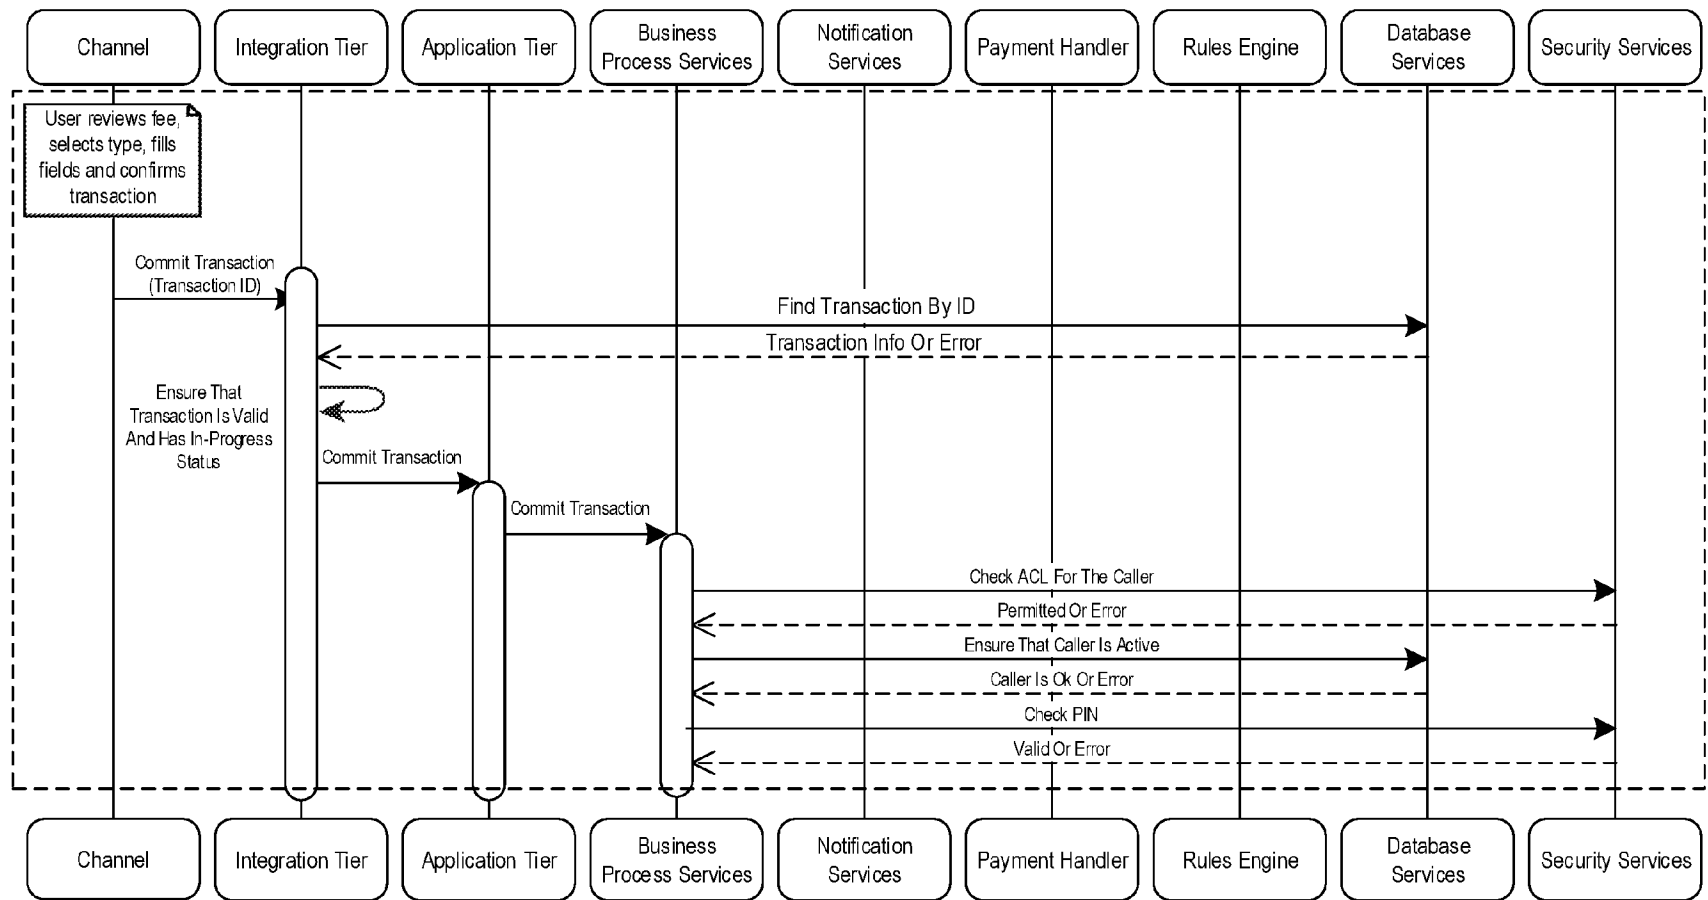 Channel
Integration Tier
Application Tier
Business
Process Services
Notification
Services
Payment Handler
Rules Engine
Database
Services
Security Services
User reviews fee,
selects type, fills
fields and confirms
transaction
Commit Transaction
(Transaction ID)
Find Transaction By ID
Transaction Info Or Error
Ensure That
Transaction Is Valid
And Has In-Progress
Status
Commit Transaction
Commit Transaction
Check ACL For The Caller
Permitted Or Error
Ensure That Caller Is Active
Caller Is Ok Or Error
Check PIN
Valid Or Error
Channel
Integration Tier
Application Tier
Business
Process Services
Notification
Services
Payment Handler
Rules Engine
Database
Services
Security Services